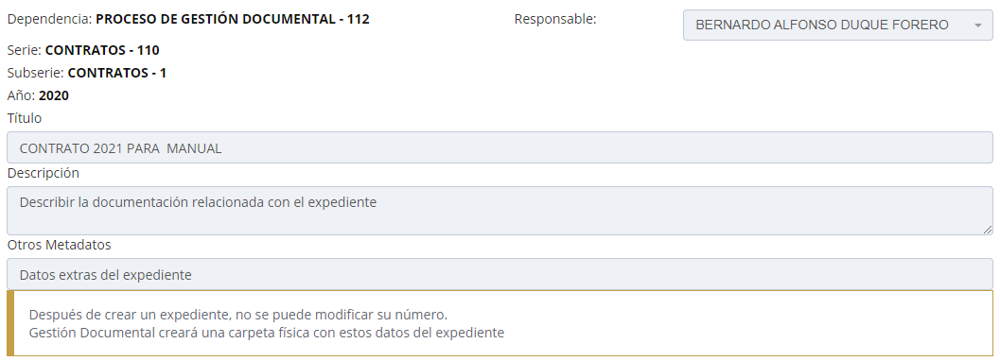 Dependencia: PROCESO DE GESTIÓN DOCUMENTAL - 112
Responsable:
BERNARDO ALFONSO DUQUE FORERO
Serie: CONTRATOS - 110
Subserie: CONTRATOS - 1
Año: 2020
Título
CONTRATO 2021 PARA  MANUAL
Descripción
Describir la documentación relacionada con el expediente
Otros Metadatos
Datos extras del expediente
Después de crear un expediente, no se puede modificar su número.
Gestión Documental creará una carpeta física con estos datos del expediente